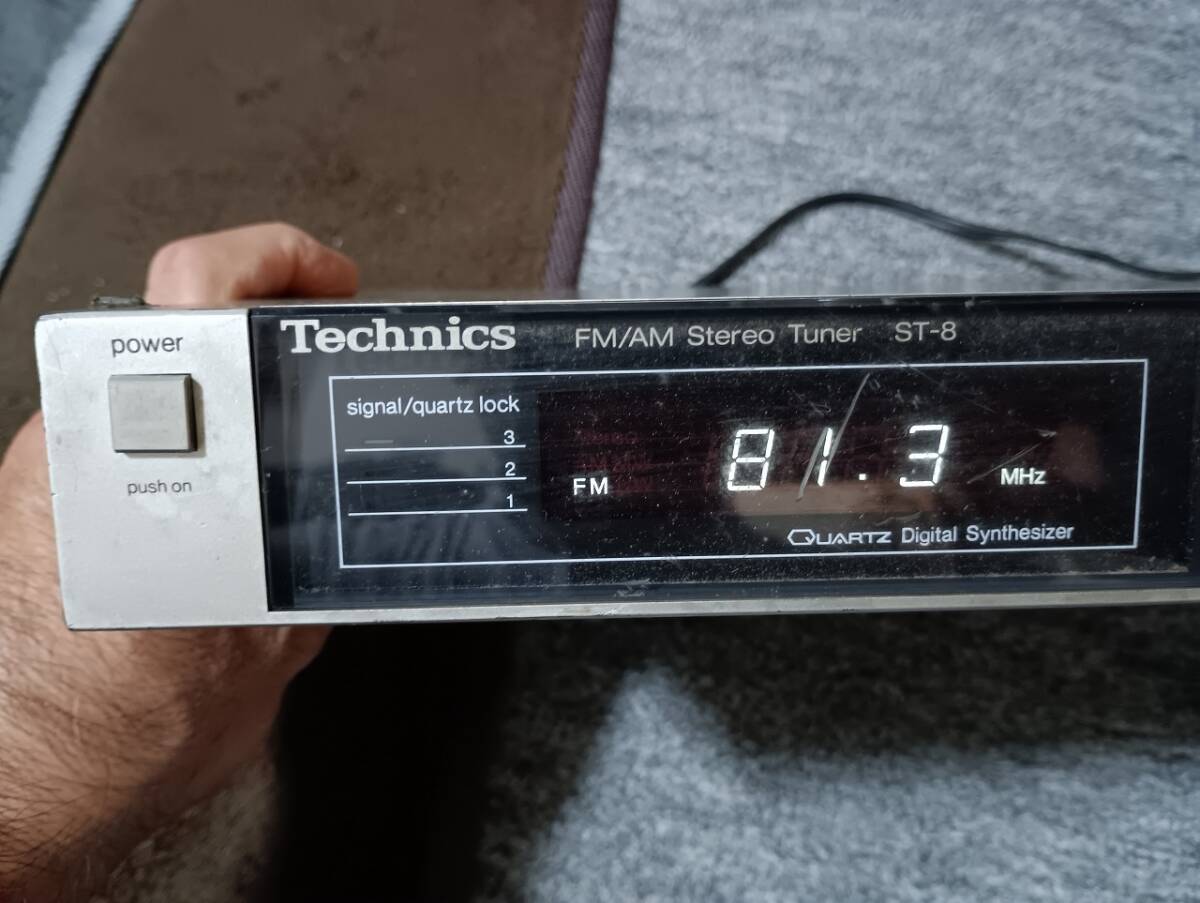 power
push on
Technics FM/AM Stereo Tuner ST-8
signal/quartz lock
3
2
1
FM 81.3 MHz
QUARTZ Digital Synthesizer